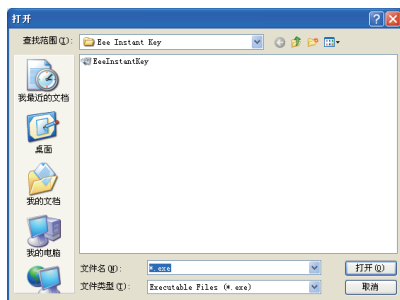 打开
查找范围(I):
Eee Instant Key
EeeInstantKey
我最近的文档
桌面
我的文档
我的电脑
文件名(N):
*.exe
打开(O)
文件类型(T):
Executable Files (*.exe)
取消